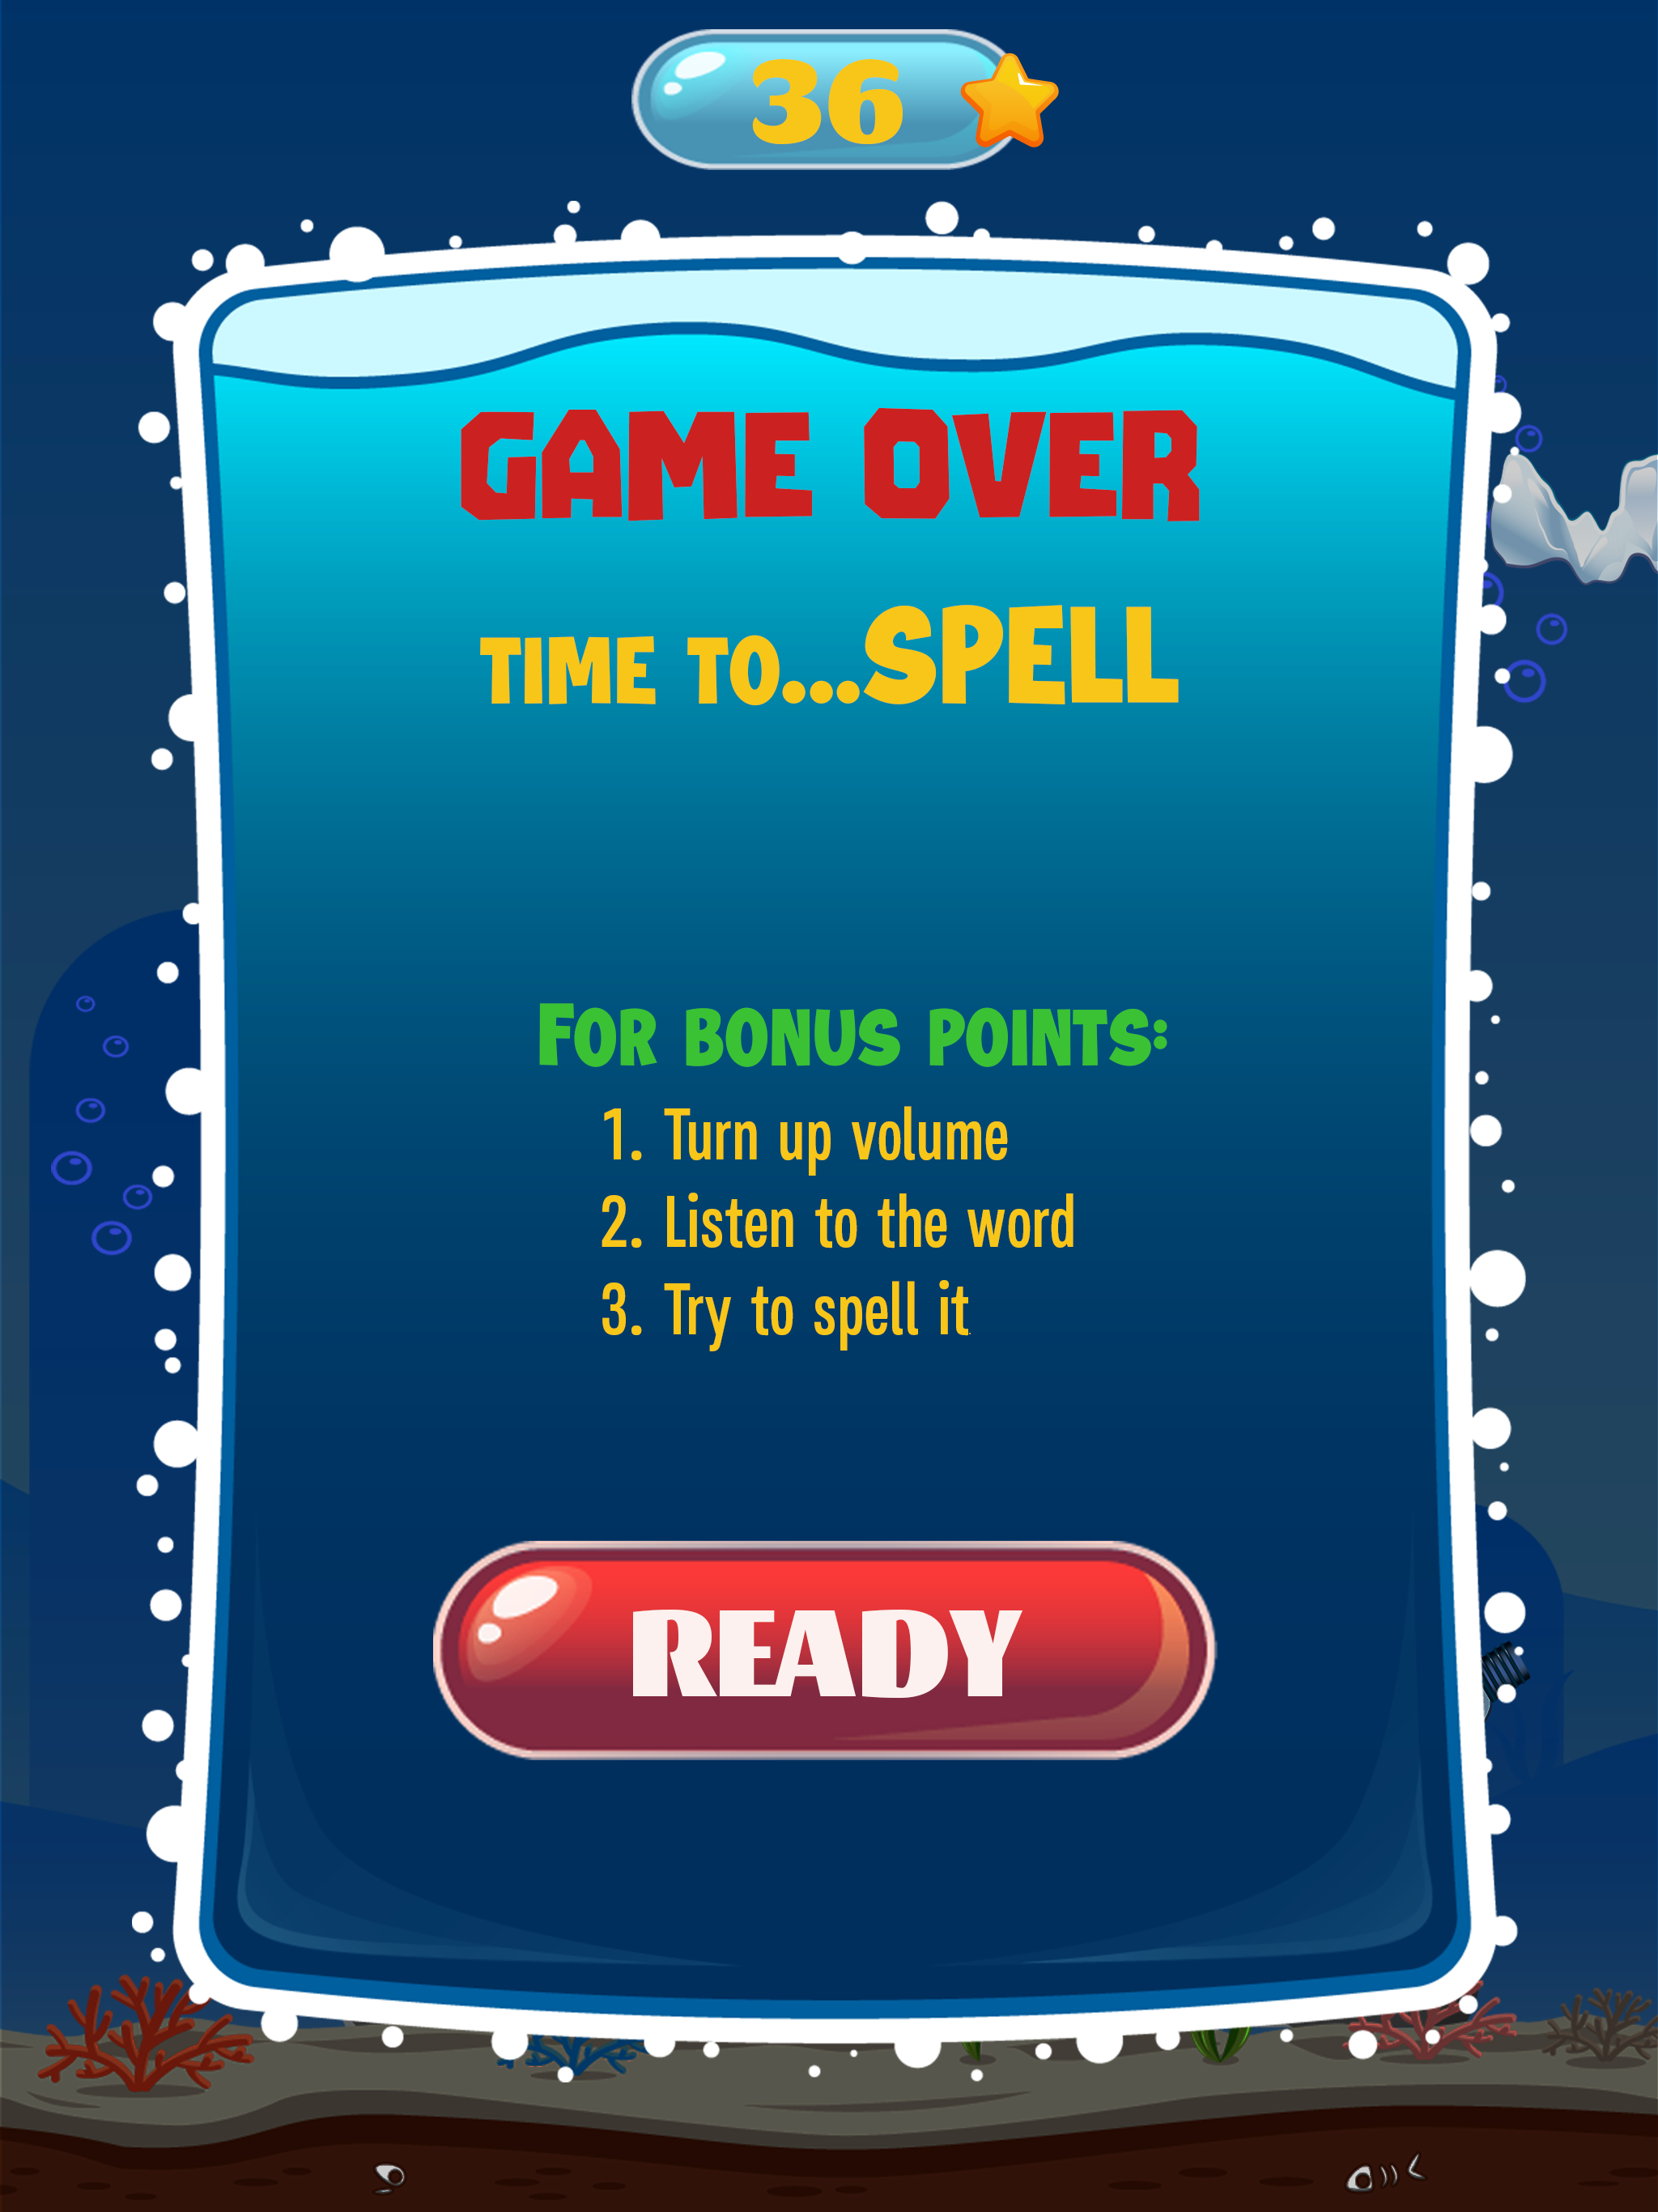 36
GAME OVER
TIME TO...SPELL
FOR BONUS POINTS:
1. Turn up volume
2. Listen to the word
3. Try to spell it
READY